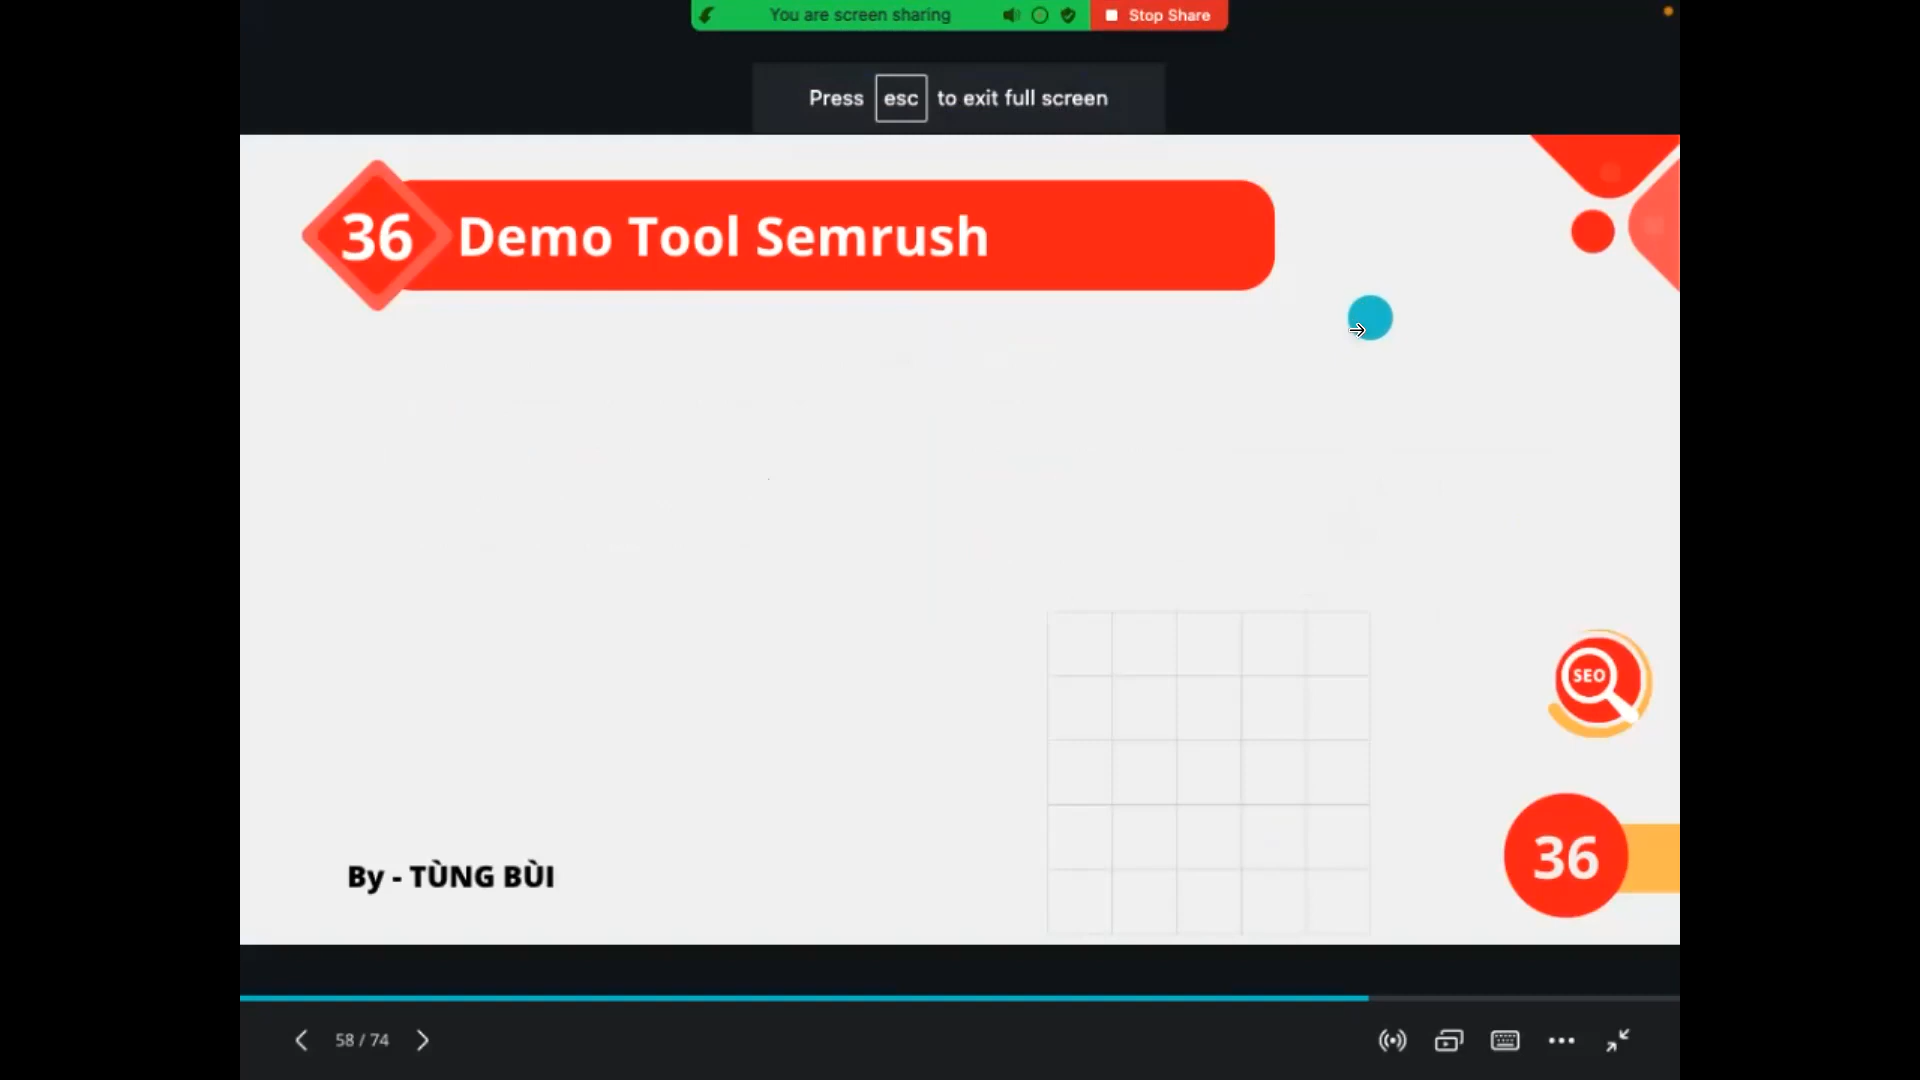 You are screen sharing
Stop Share
Press esc to exit full screen
36 Demo Tool Semrush
SEO
36
By - TÙNG BÙI
58 / 74